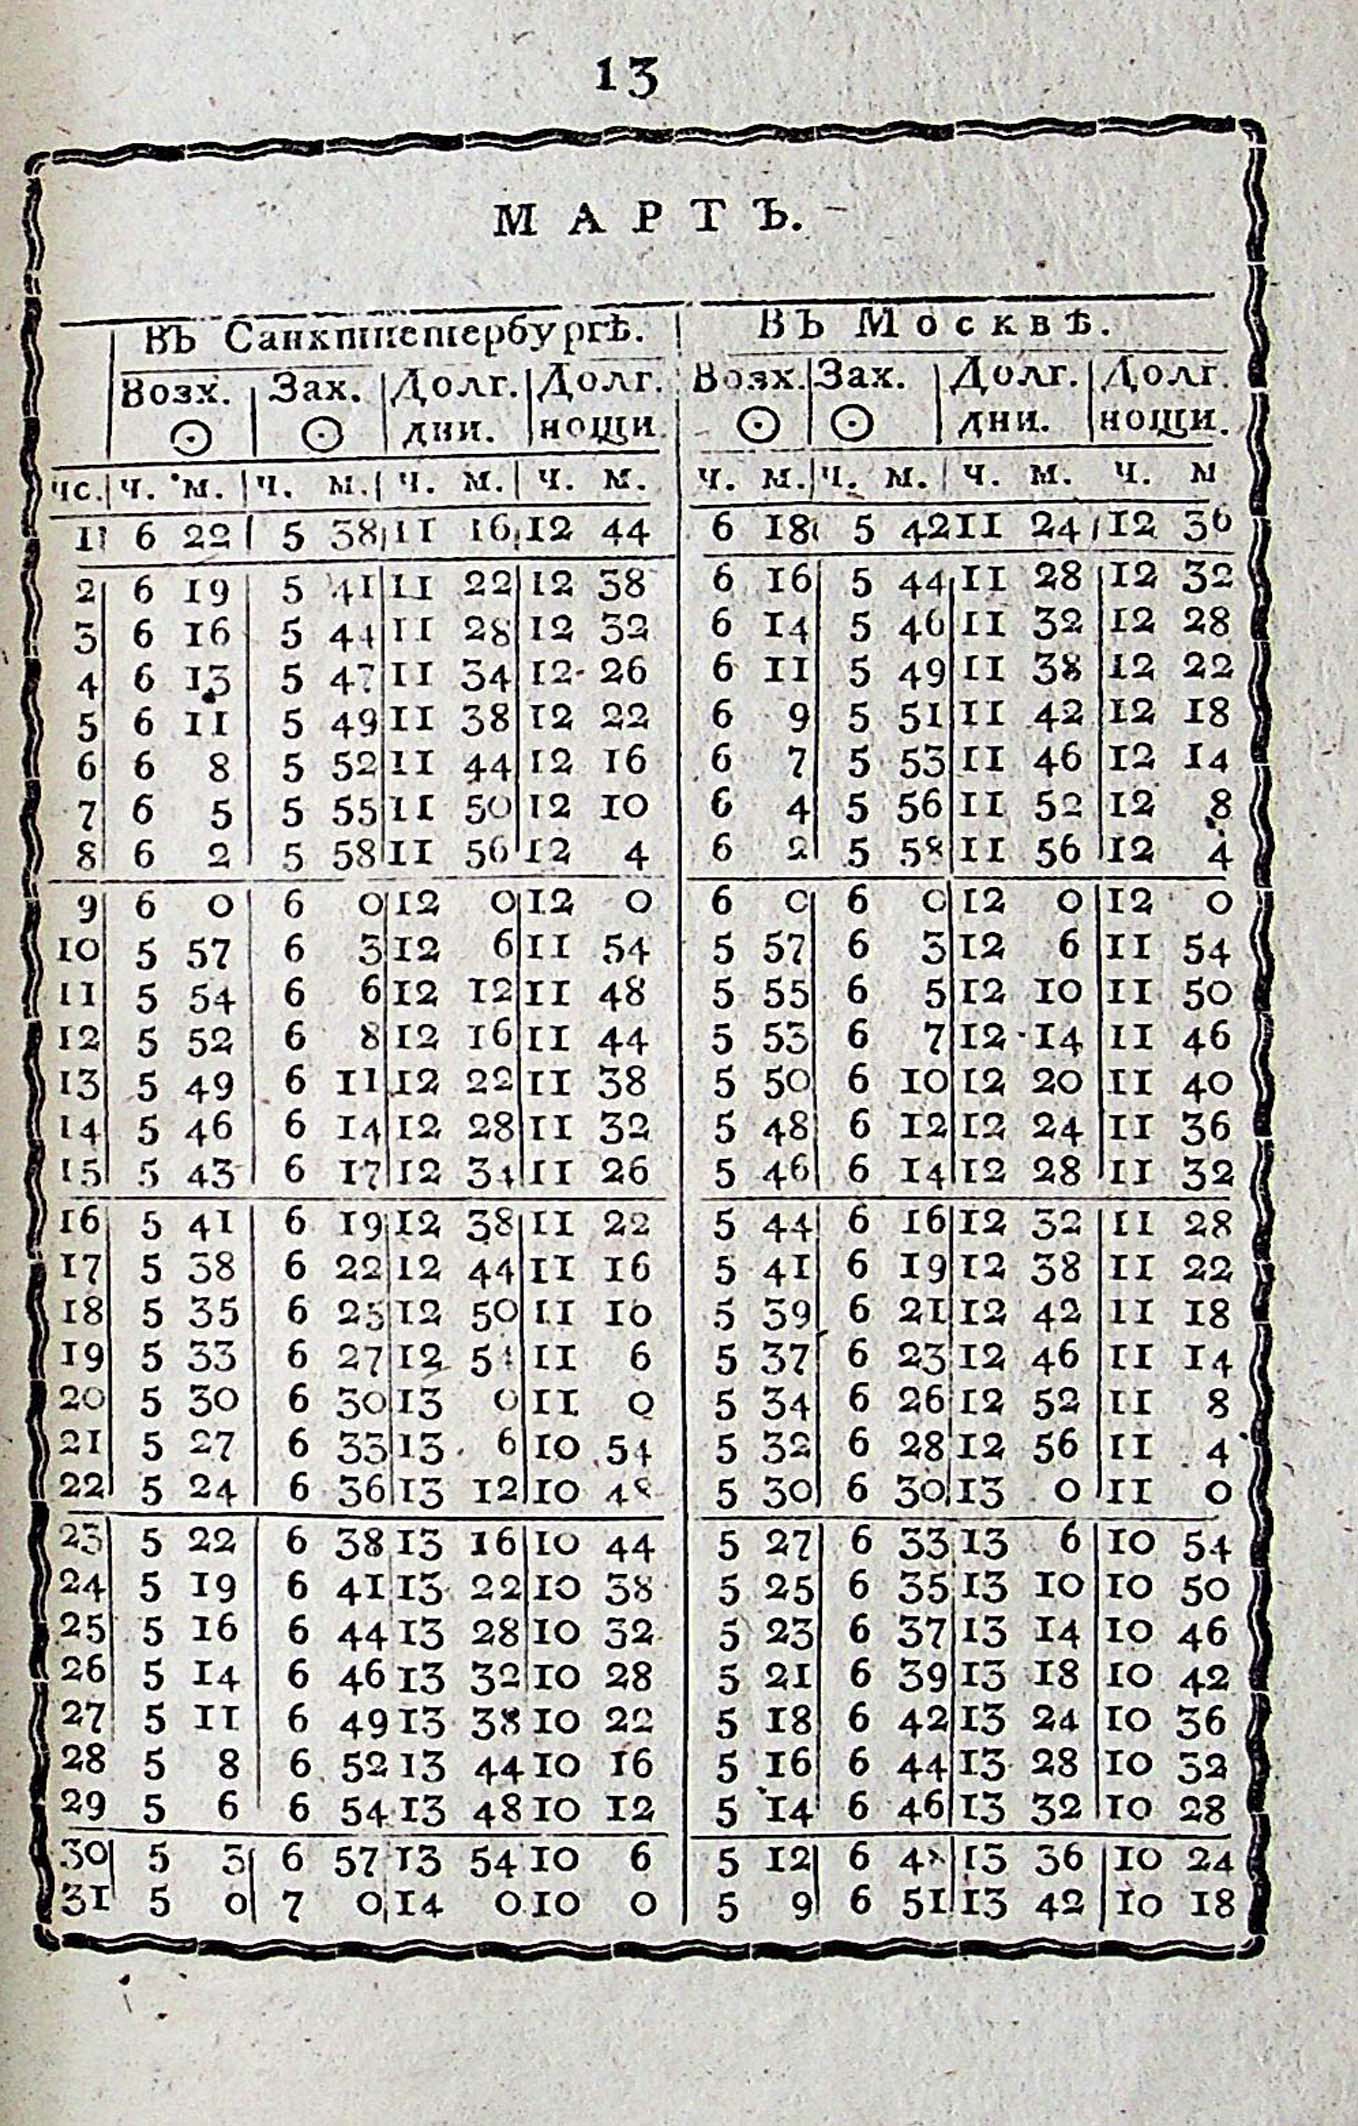 13
МАРТЪ.
ВЪ Санктпетербургѣ. ВЪ Москвѣ.
Возх. Зах. Долг. Долг. Возх. Зах. Долг. Долг.
☉ ☉ дни. нощи. ☉ ☉ дни. нощи.
чс. ч. м. ч. м. ч. м. ч. м. ч. м. ч. м. ч. м. ч. м
1 6 22 5 38 11 16 12 44 6 18 5 42 11 24 12 36
2 6 19 5 41 11 22 12 38 6 16 5 44 11 28 12 32
3 6 16 5 44 11 28 12 32 6 14 5 46 11 32 12 28
4 6 13 5 47 11 34 12 26 6 11 5 49 11 38 12 22
5 6 11 5 49 11 38 12 22 6 9 5 51 11 42 12 18
6 6 8 5 52 11 44 12 16 6 7 5 53 11 46 12 14
7 6 5 5 55 11 50 12 10 6 4 5 56 11 52 12 8
8 6 2 5 58 11 56 12 4 6 2 5 58 11 56 12 4
9 6 0 6 0 12 0 12 0 6 0 6 0 12 0 12 0
10 5 57 6 3 12 6 11 54 5 57 6 3 12 6 11 54
11 5 54 6 6 12 12 11 48 5 55 6 5 12 10 11 50
12 5 52 6 8 12 16 11 44 5 53 6 7 12 14 11 46
13 5 49 6 11 12 22 11 38 5 50 6 10 12 20 11 40
14 5 46 6 14 12 28 11 32 5 48 6 12 12 24 11 36
15 5 43 6 17 12 34 11 26 5 46 6 14 12 28 11 32
16 5 41 6 19 12 38 11 22 5 44 6 16 12 32 11 28
17 5 38 6 22 12 44 11 16 5 41 6 19 12 38 11 22
18 5 35 6 25 12 50 11 10 5 39 6 21 12 42 11 18
19 5 33 6 27 12 54 11 6 5 37 6 23 12 46 11 14
20 5 30 6 30 13 0 11 0 5 34 6 26 12 52 11 8
21 5 27 6 33 13 6 10 54 5 32 6 28 12 56 11 4
22 5 24 6 36 13 12 10 48 5 30 6 30 13 0 11 0
23 5 22 6 38 13 16 10 44 5 27 6 33 13 6 10 54
24 5 19 6 41 13 22 10 38 5 25 6 35 13 10 10 50
25 5 16 6 44 13 28 10 32 5 23 6 37 13 14 10 46
26 5 14 6 46 13 32 10 28 5 21 6 39 13 18 10 42
27 5 11 6 49 13 38 10 22 5 18 6 42 13 24 10 36
28 5 8 6 52 13 44 10 16 5 16 6 44 13 28 10 32
29 5 6 6 54 13 48 10 12 5 14 6 46 13 32 10 28
30 5 3 6 57 13 54 10 6 5 12 6 48 13 36 10 24
31 5 0 7 0 14 0 10 0 5 9 6 51 13 42 10 18